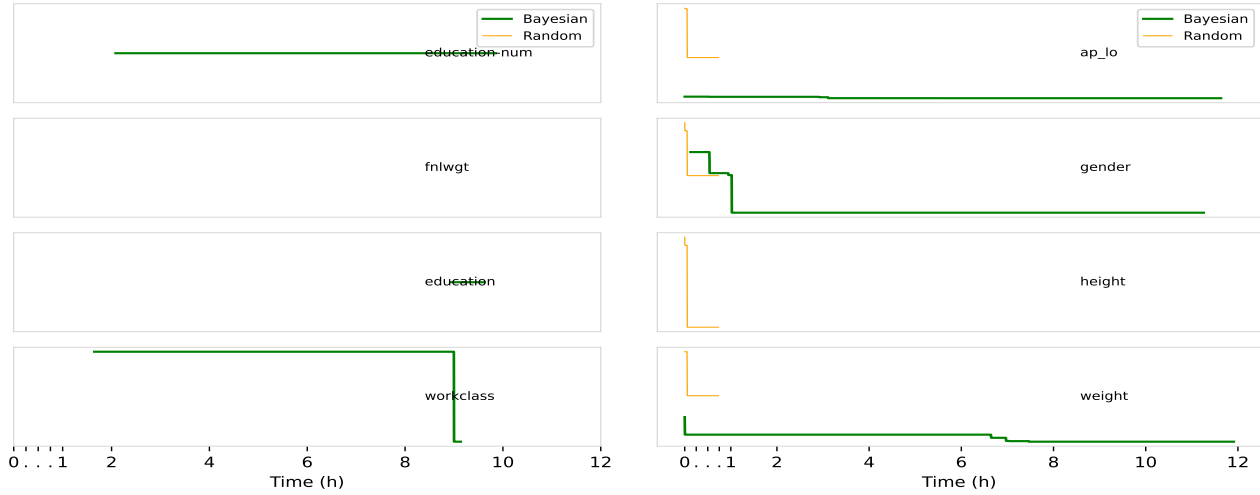 Bayesian
Random
education-num
fnlwgt
education
workclass
0 . . . 1 2 4 6 8 10 12
Time (h)
Bayesian
Random
ap_lo
gender
height
weight
0 . . . 1 2 4 6 8 10 12
Time (h)